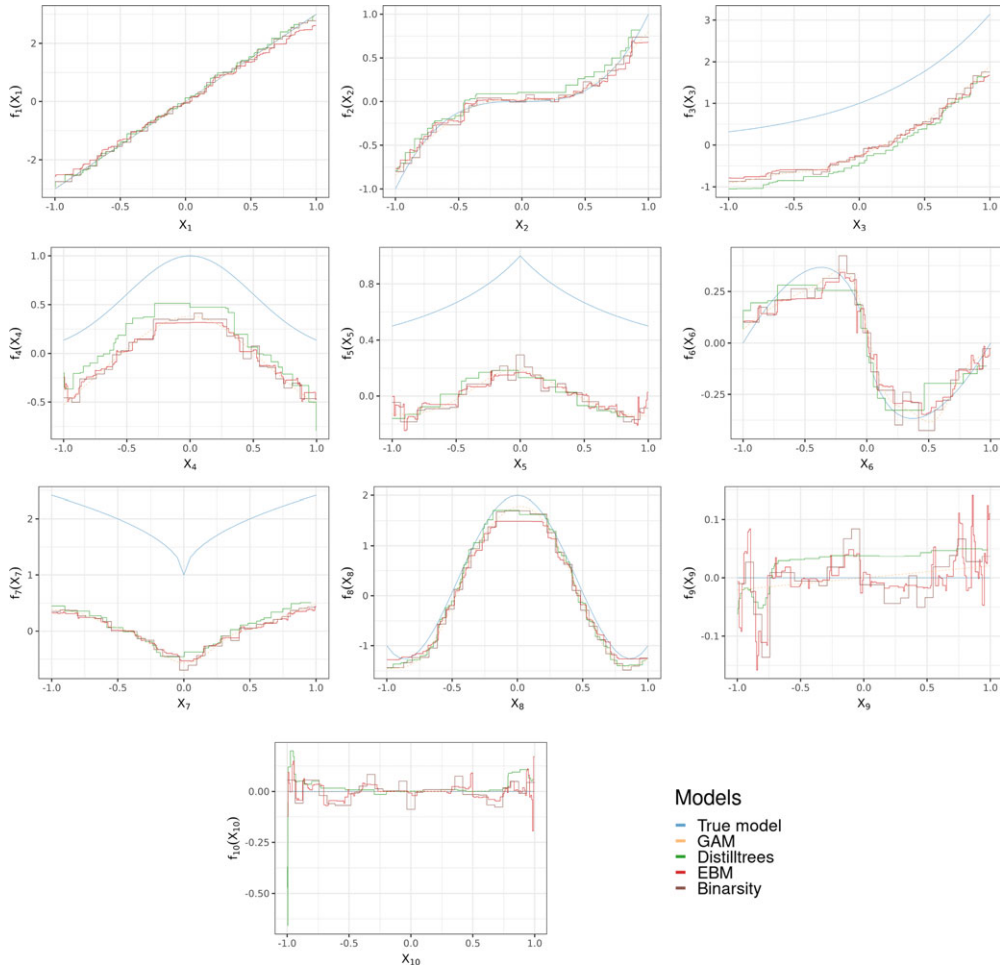 f1(X1)
2
0
-2
-1.0 -0.5 0.0 0.5 1.0
X1
f2(X2)
1.0
0.5
0.0
-0.5
-1.0
-1.0 -0.5 0.0 0.5 1.0
X2
f3(X3)
3
2
1
0
-1
-1.0 -0.5 0.0 0.5 1.0
X3
f4(X4)
1.0
0.5
0.0
-0.5
-1.0 -0.5 0.0 0.5 1.0
X4
f5(X5)
0.8
0.4
0.0
-1.0 -0.5 0.0 0.5 1.0
X5
f6(X6)
0.25
0.00
-0.25
-1.0 -0.5 0.0 0.5 1.0
X6
f7(X7)
2
1
0
-1.0 -0.5 0.0 0.5 1.0
X7
f8(X8)
2
1
0
-1
-1.0 -0.5 0.0 0.5 1.0
X8
f9(X9)
0.1
0.0
-0.1
-1.0 -0.5 0.0 0.5 1.0
X9
f10(X10)
0.00
-0.25
-0.50
-1.0 -0.5 0.0 0.5 1.0
X10
Models
True model
GAM
Distilltrees
EBM
Binarsity